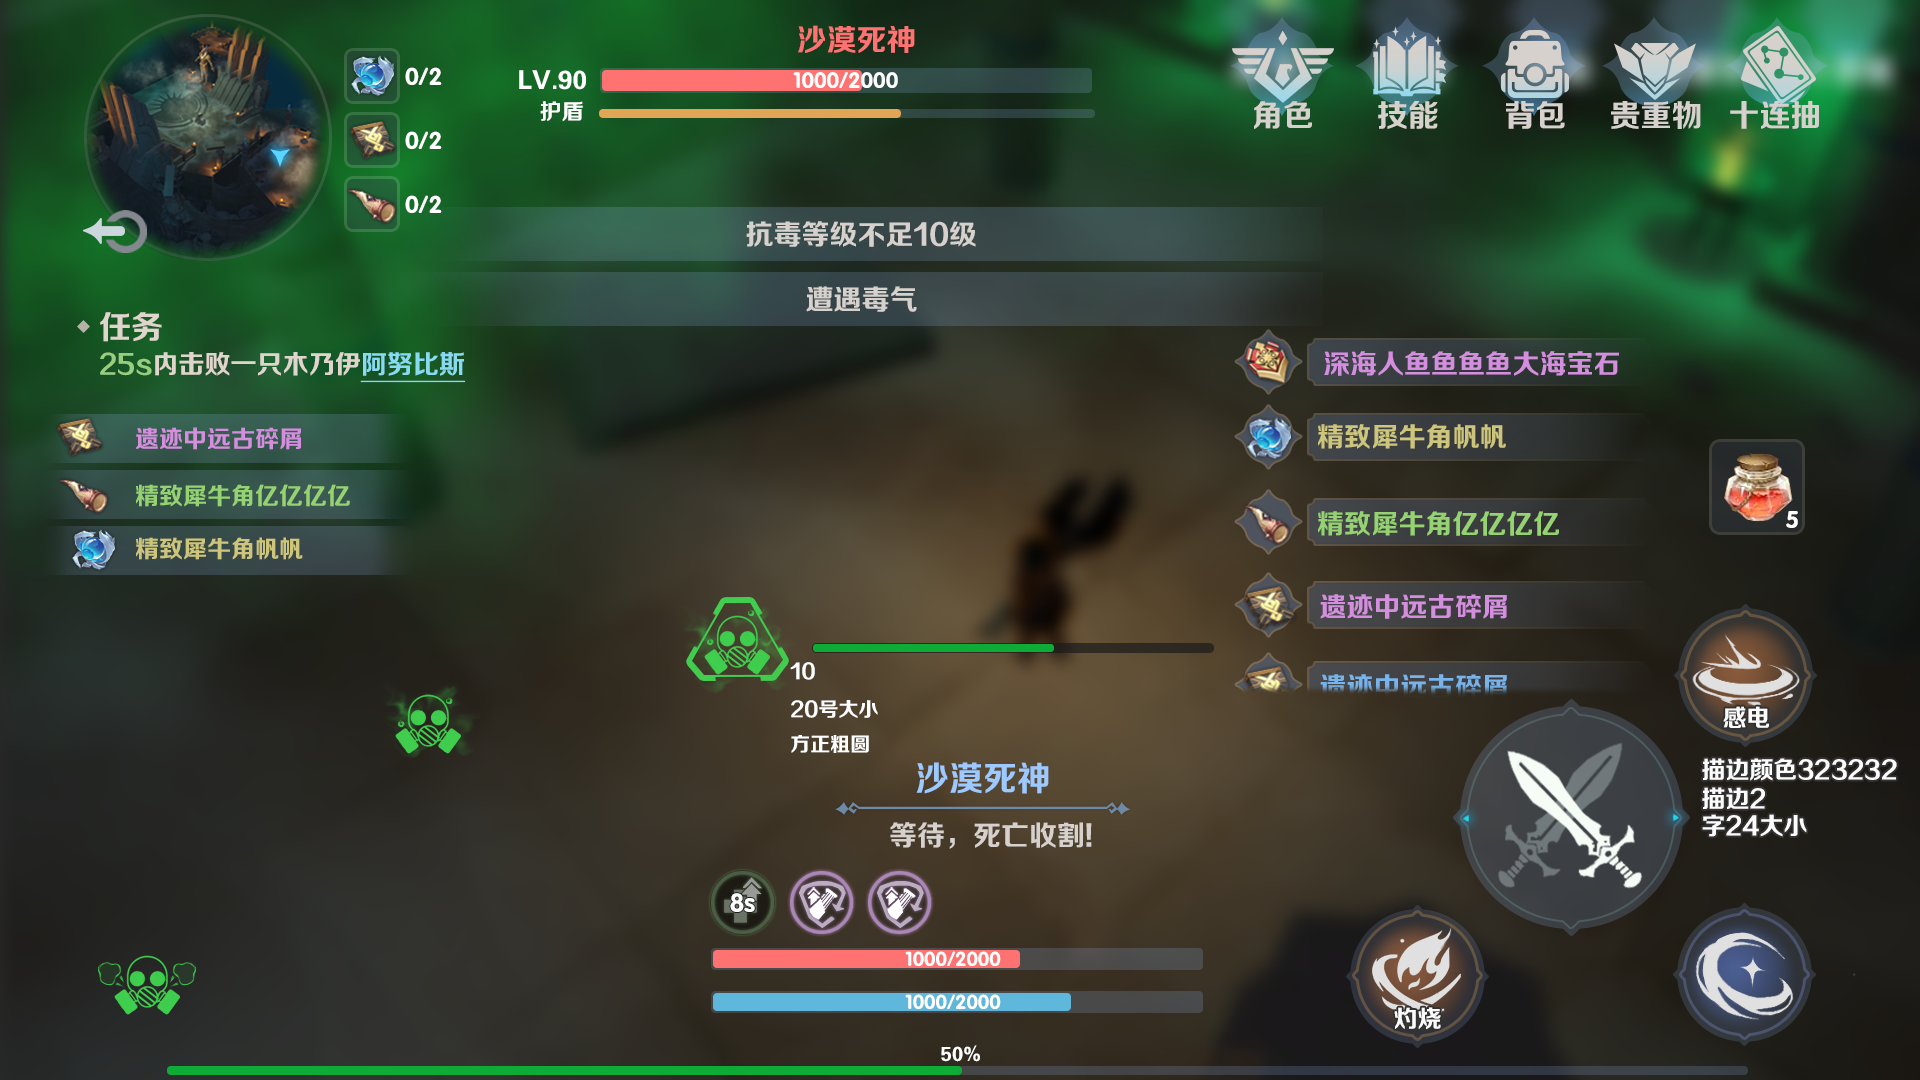 沙漠死神
LV.90
1000/2000
护盾
0/2
0/2
0/2
角色
技能
背包
贵重物
十连抽
抗毒等级不足10级
遭遇毒气
任务
25s内击败一只木乃伊阿努比斯
遗迹中远古碎屑
精致犀牛角亿亿亿亿
精致犀牛角帆帆
深海人鱼鱼鱼鱼大海宝石
精致犀牛角帆帆
精致犀牛角亿亿亿亿
遗迹中远古碎屑
遗迹中远古碎屑
5
10
20号大小
方正粗圆
感电
描边颜色323232
描边2
字24大小
沙漠死神
等待，死亡收割!
8s
1000/2000
1000/2000
灼烧
50%